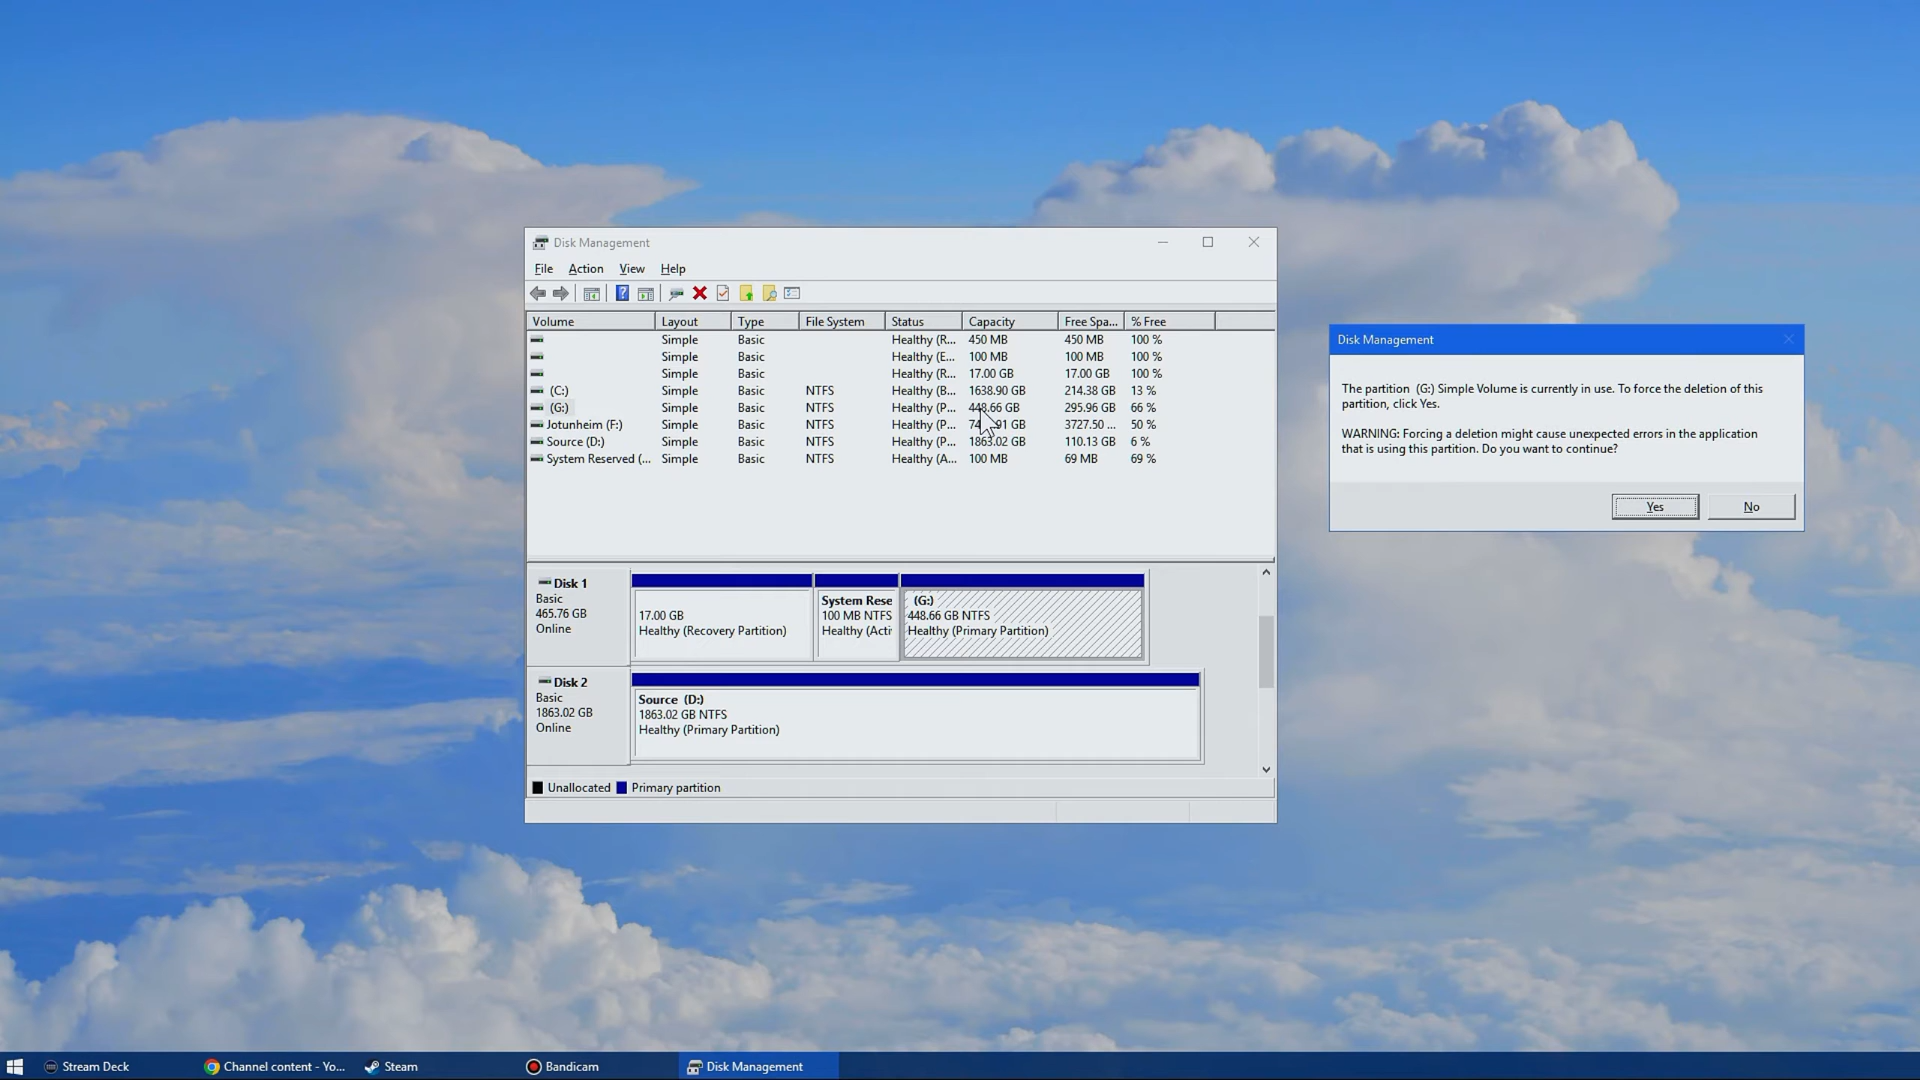 Disk Management
File Action View Help
Volume Layout Type File System Status Capacity Free Spa... % Free
Simple Basic Healthy (R... 450 MB 450 MB 100 %
Simple Basic Healthy (E... 100 MB 100 MB 100 %
Simple Basic Healthy (R... 17.00 GB 17.00 GB 100 %
(C:) Simple Basic NTFS Healthy (B... 1638.90 GB 214.38 GB 13 %
(G:) Simple Basic NTFS Healthy (P... 448.66 GB 295.96 GB 66 %
Jotunheim (F:) Simple Basic NTFS Healthy (P... GB 3727.50 ... 50 %
Source (D:) Simple Basic NTFS Healthy (P... 1863.02 GB 110.13 GB 6 %
System Reserved (... Simple Basic NTFS Healthy (A... 100 MB 69 MB 69 %
Disk 1
Basic
465.76 GB
Online
17.00 GB
Healthy (Recovery Partition)
System Rese
100 MB NTFS
Healthy (Acti
(G:)
448.66 GB NTFS
Healthy (Primary Partition)
Disk 2
Basic
1863.02 GB
Online
Source (D:)
1863.02 GB NTFS
Healthy (Primary Partition)
Unallocated Primary partition
Disk Management
The partition (G:) Simple Volume is currently in use. To force the deletion of this
partition, click Yes.
WARNING: Forcing a deletion might cause unexpected errors in the application
that is using this partition. Do you want to continue?
Yes No
Stream Deck Channel content - Yo... Steam Bandicam Disk Management